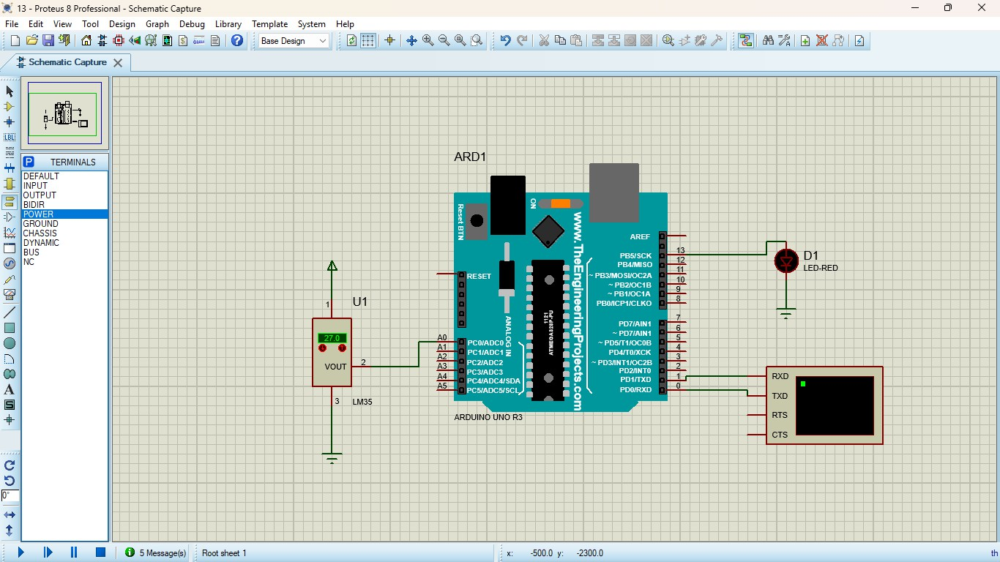 13 - Proteus 8 Professional - Schematic Capture
File Edit View Tool Design Graph Debug Library Template System Help
Base Design
Schematic Capture
LBL
P TERMINALS
DEFAULT
INPUT
OUTPUT
BIDIR
POWER
GROUND
CHASSIS
DYNAMIC
BUS
NC
A
S
0°
ARD1
Reset BTN
ON
www.TheEngineeringProjects.com
RESET
ANALOG IN
1121
ATMEGA328P-PU
AREF
PB5/SCK 13
PB4/MISO 12
~ PB3/MOSI/OC2A 11
~ PB2/OC1B 10
~ PB1/OC1A 9
PB0/ICP1/CLKO 8
PD7/AIN1 7
~ PD7/AIN1 6
~ PD5/T1/OC0B 5
PD4/T0/XCK 4
~ PD3/INT1/OC2B 3
PD2/INT0 2
PD1/TXD 1
PD0/RXD 0
A0 PC0/ADC0
A1 PC1/ADC1
A2 PC2/ADC2
A3 PC3/ADC3
A4 PC4/ADC4/SDA
A5 PC5/ADC5/SCL
ARDUINO UNO R3
1
U1
27.0
VOUT
2
3
LM35
D1
LED-RED
RXD
TXD
RTS
CTS
5 Message(s)
Root sheet 1
x: -500.0 y: -2300.0
th